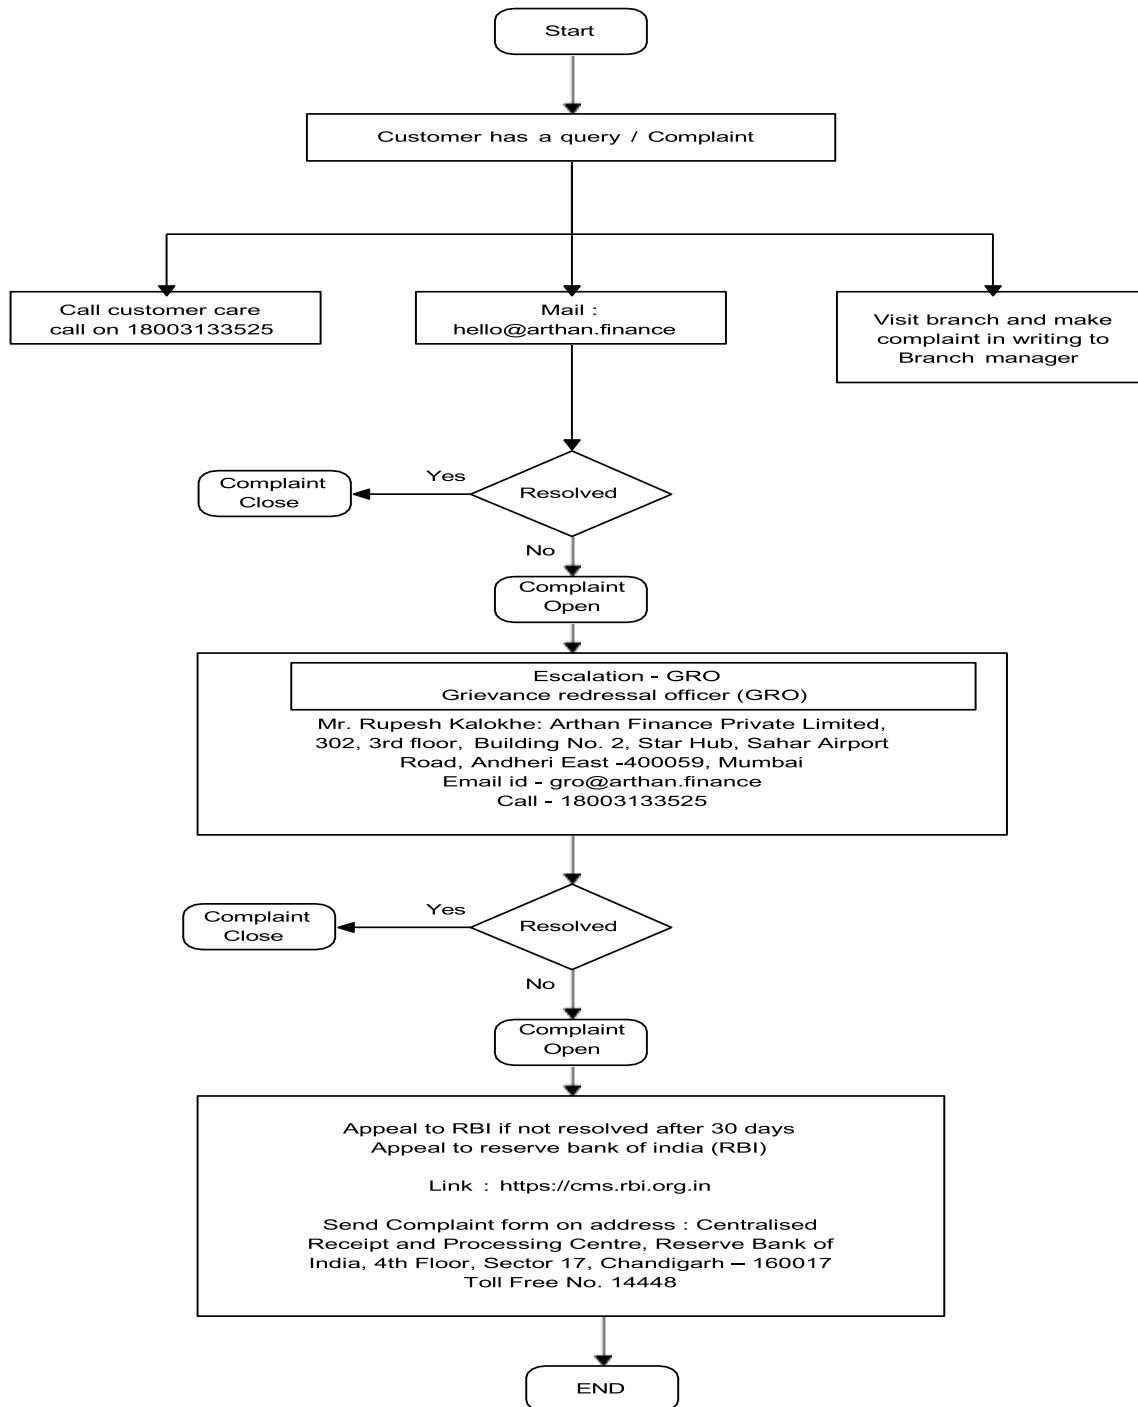 Start
Customer has a query / Complaint
Call customer care
call on 18003133525
Mail :
hello@arthan.finance
Visit branch and make
complaint in writing to
Branch manager
Resolved
Yes
Complaint
Close
No
Complaint
Open
Escalation - GRO
Grievance redressal officer (GRO)
Mr. Rupesh Kalokhe: Arthan Finance Private Limited,
302, 3rd floor, Building No. 2, Star Hub, Sahar Airport
Road, Andheri East -400059, Mumbai
Email id - gro@arthan.finance
Call - 18003133525
Resolved
Yes
Complaint
Close
No
Complaint
Open
Appeal to RBI if not resolved after 30 days
Appeal to reserve bank of india (RBI)
Link : https://cms.rbi.org.in
Send Complaint form on address : Centralised
Receipt and Processing Centre, Reserve Bank of
India, 4th Floor, Sector 17, Chandigarh – 160017
Toll Free No. 14448
END